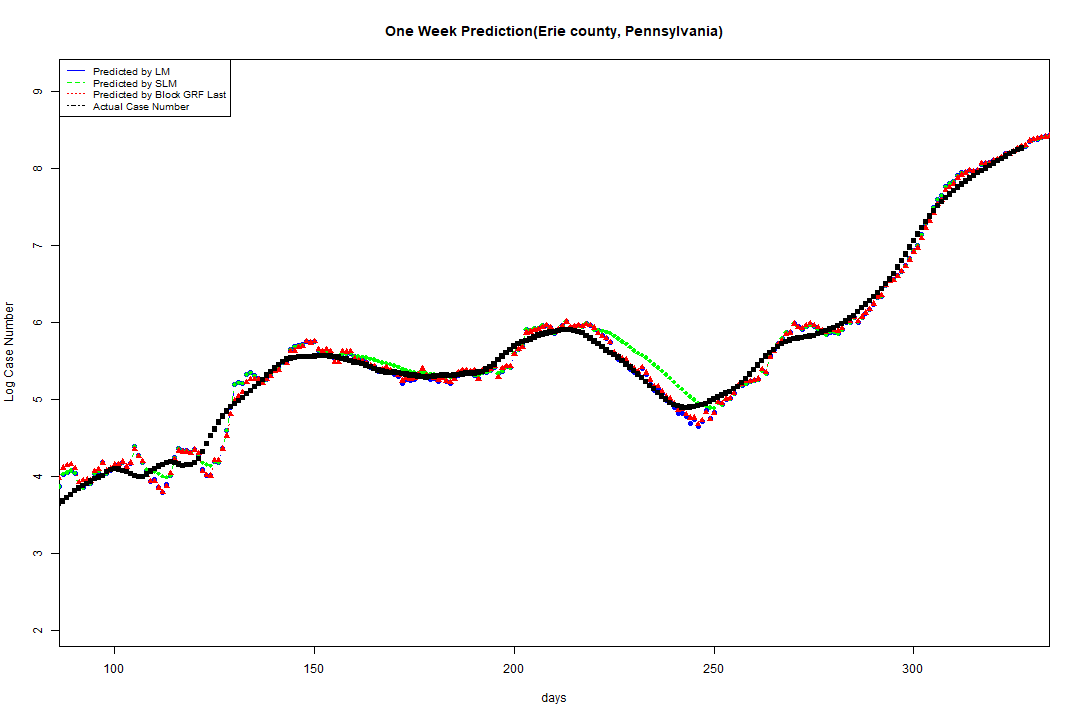 One Week Prediction(Erie county, Pennsylvania)
Predicted by LM
Predicted by SLM
Predicted by Block GRF Last
Actual Case Number
9
8
7
6
5
4
3
2
Log Case Number
100 150 200 250 300
days